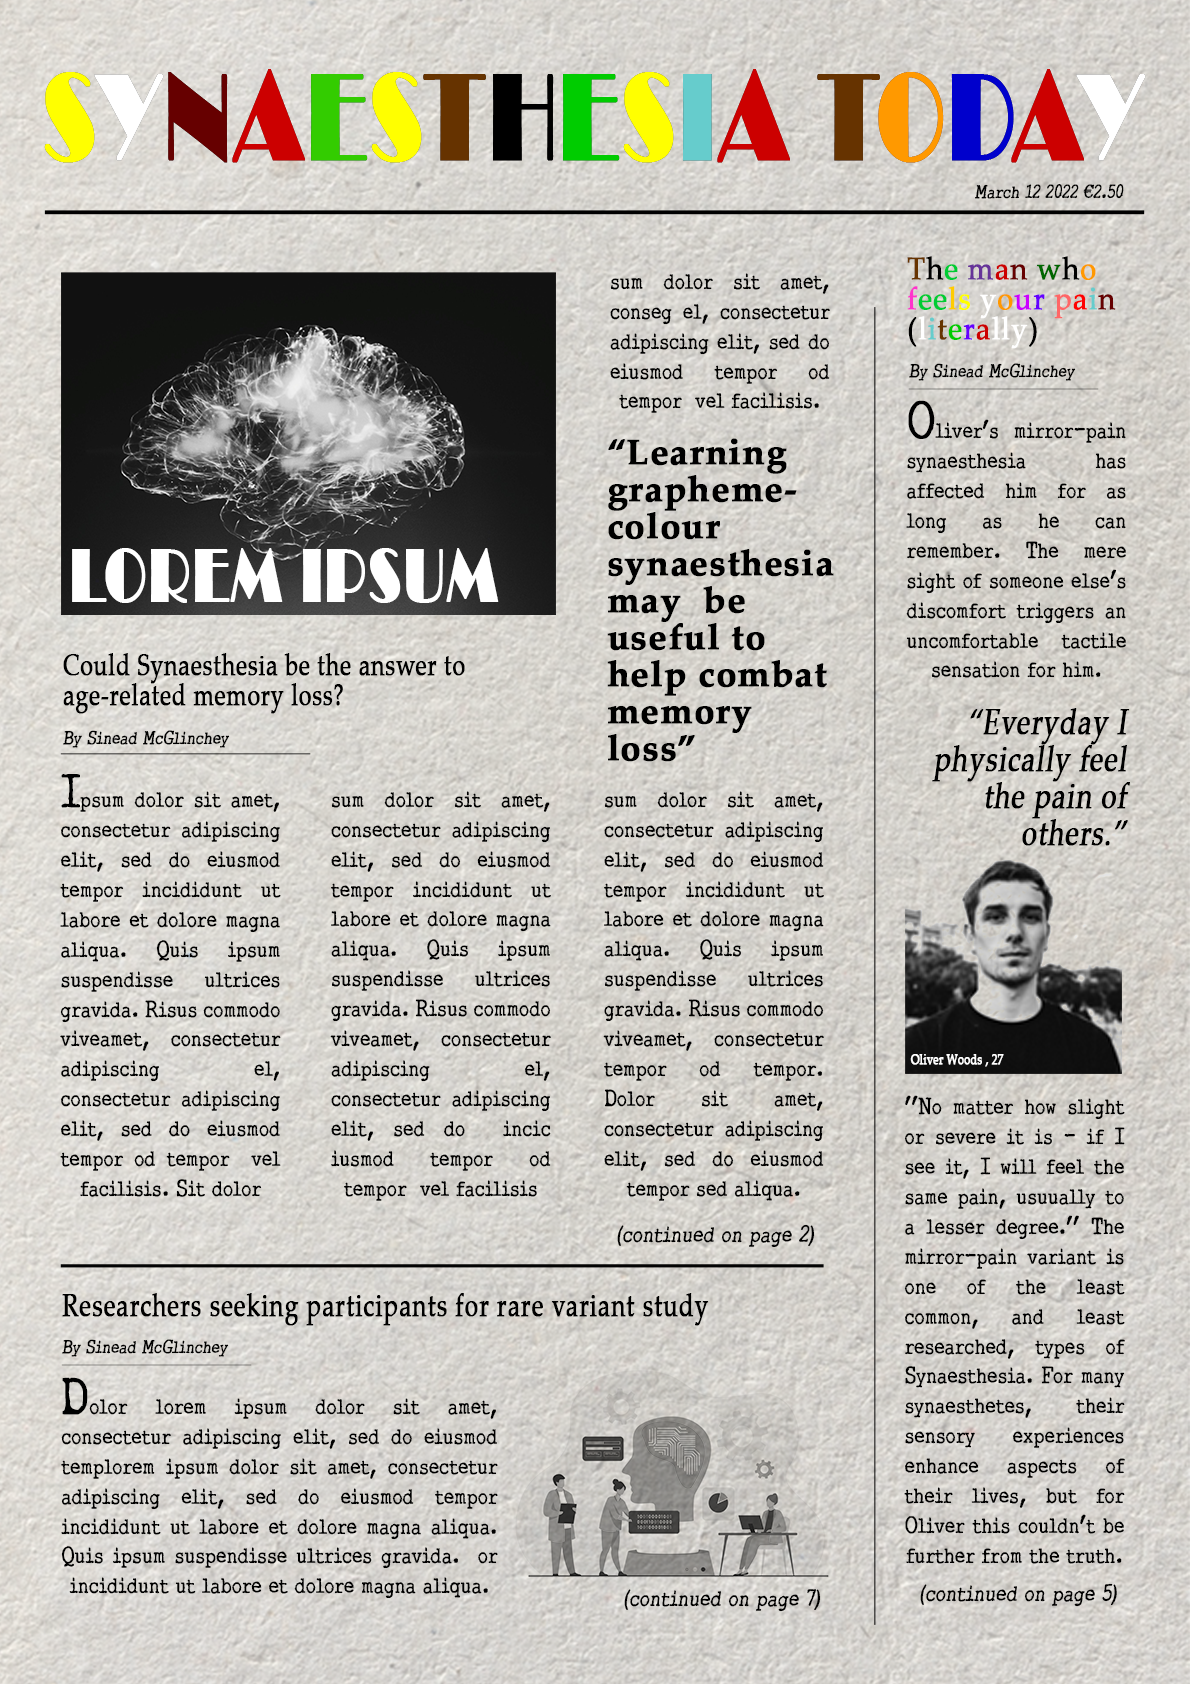 SYNAESTHESIA TODAY
March 12 2022 €2.50
LOREM IPSUM
Could Synaesthesia be the answer to
age-related memory loss?
By Sinead McGlinchey
Ipsum dolor sit amet,
consectetur adipiscing
elit, sed do eiusmod
tempor incididunt ut
labore et dolore magna
aliqua. Quis ipsum
suspendisse ultrices
gravida. Risus commodo
viveamet, consectetur
adipiscing el,
consectetur adipiscing
elit, sed do eiusmod
tempor od tempor vel
facilisis. Sit dolor
sum dolor sit amet,
consectetur adipiscing
elit, sed do eiusmod
tempor incididunt ut
labore et dolore magna
aliqua. Quis ipsum
suspendisse ultrices
gravida. Risus commodo
viveamet, consectetur
adipiscing el,
consectetur adipiscing
elit, sed do incic
iusmod tempor od
tempor vel facilisis
sum dolor sit amet,
conseg el, consectetur
adipiscing elit, sed do
eiusmod tempor od
tempor vel facilisis.
“Learning
grapheme-
colour
synaesthesia
may be
useful to
help combat
memory
loss”
sum dolor sit amet,
consectetur adipiscing
elit, sed do eiusmod
tempor incididunt ut
labore et dolore magna
aliqua. Quis ipsum
suspendisse ultrices
gravida. Risus commodo
viveamet, consectetur
tempor od tempor.
Dolor sit amet,
consectetur adipiscing
elit, sed do eiusmod
tempor sed aliqua.
(continued on page 2)
Researchers seeking participants for rare variant study
By Sinead McGlinchey
Dolor lorem ipsum dolor sit amet,
consectetur adipiscing elit, sed do eiusmod
templorem ipsum dolor sit amet, consectetur
adipiscing elit, sed do eiusmod tempor
incididunt ut labore et dolore magna aliqua.
Quis ipsum suspendisse ultrices gravida. or
incididunt ut labore et dolore magna aliqua.
(continued on page 7)
The man who
feels your pain
(literally)
By Sinead McGlinchey
Oliver's mirror-pain
synaesthesia has
affected him for as
long as he can
remember. The mere
sight of someone else's
discomfort triggers an
uncomfortable tactile
sensation for him.
“Everyday I
physically feel
the pain of
others.”
Oliver Woods , 27
"No matter how slight
or severe it is - if I
see it, I will feel the
same pain, usuually to
a lesser degree." The
mirror-pain variant is
one of the least
common, and least
researched, types of
Synaesthesia. For many
synaesthetes, their
sensory experiences
enhance aspects of
their lives, but for
Oliver this couldn't be
further from the truth.
(continued on page 5)